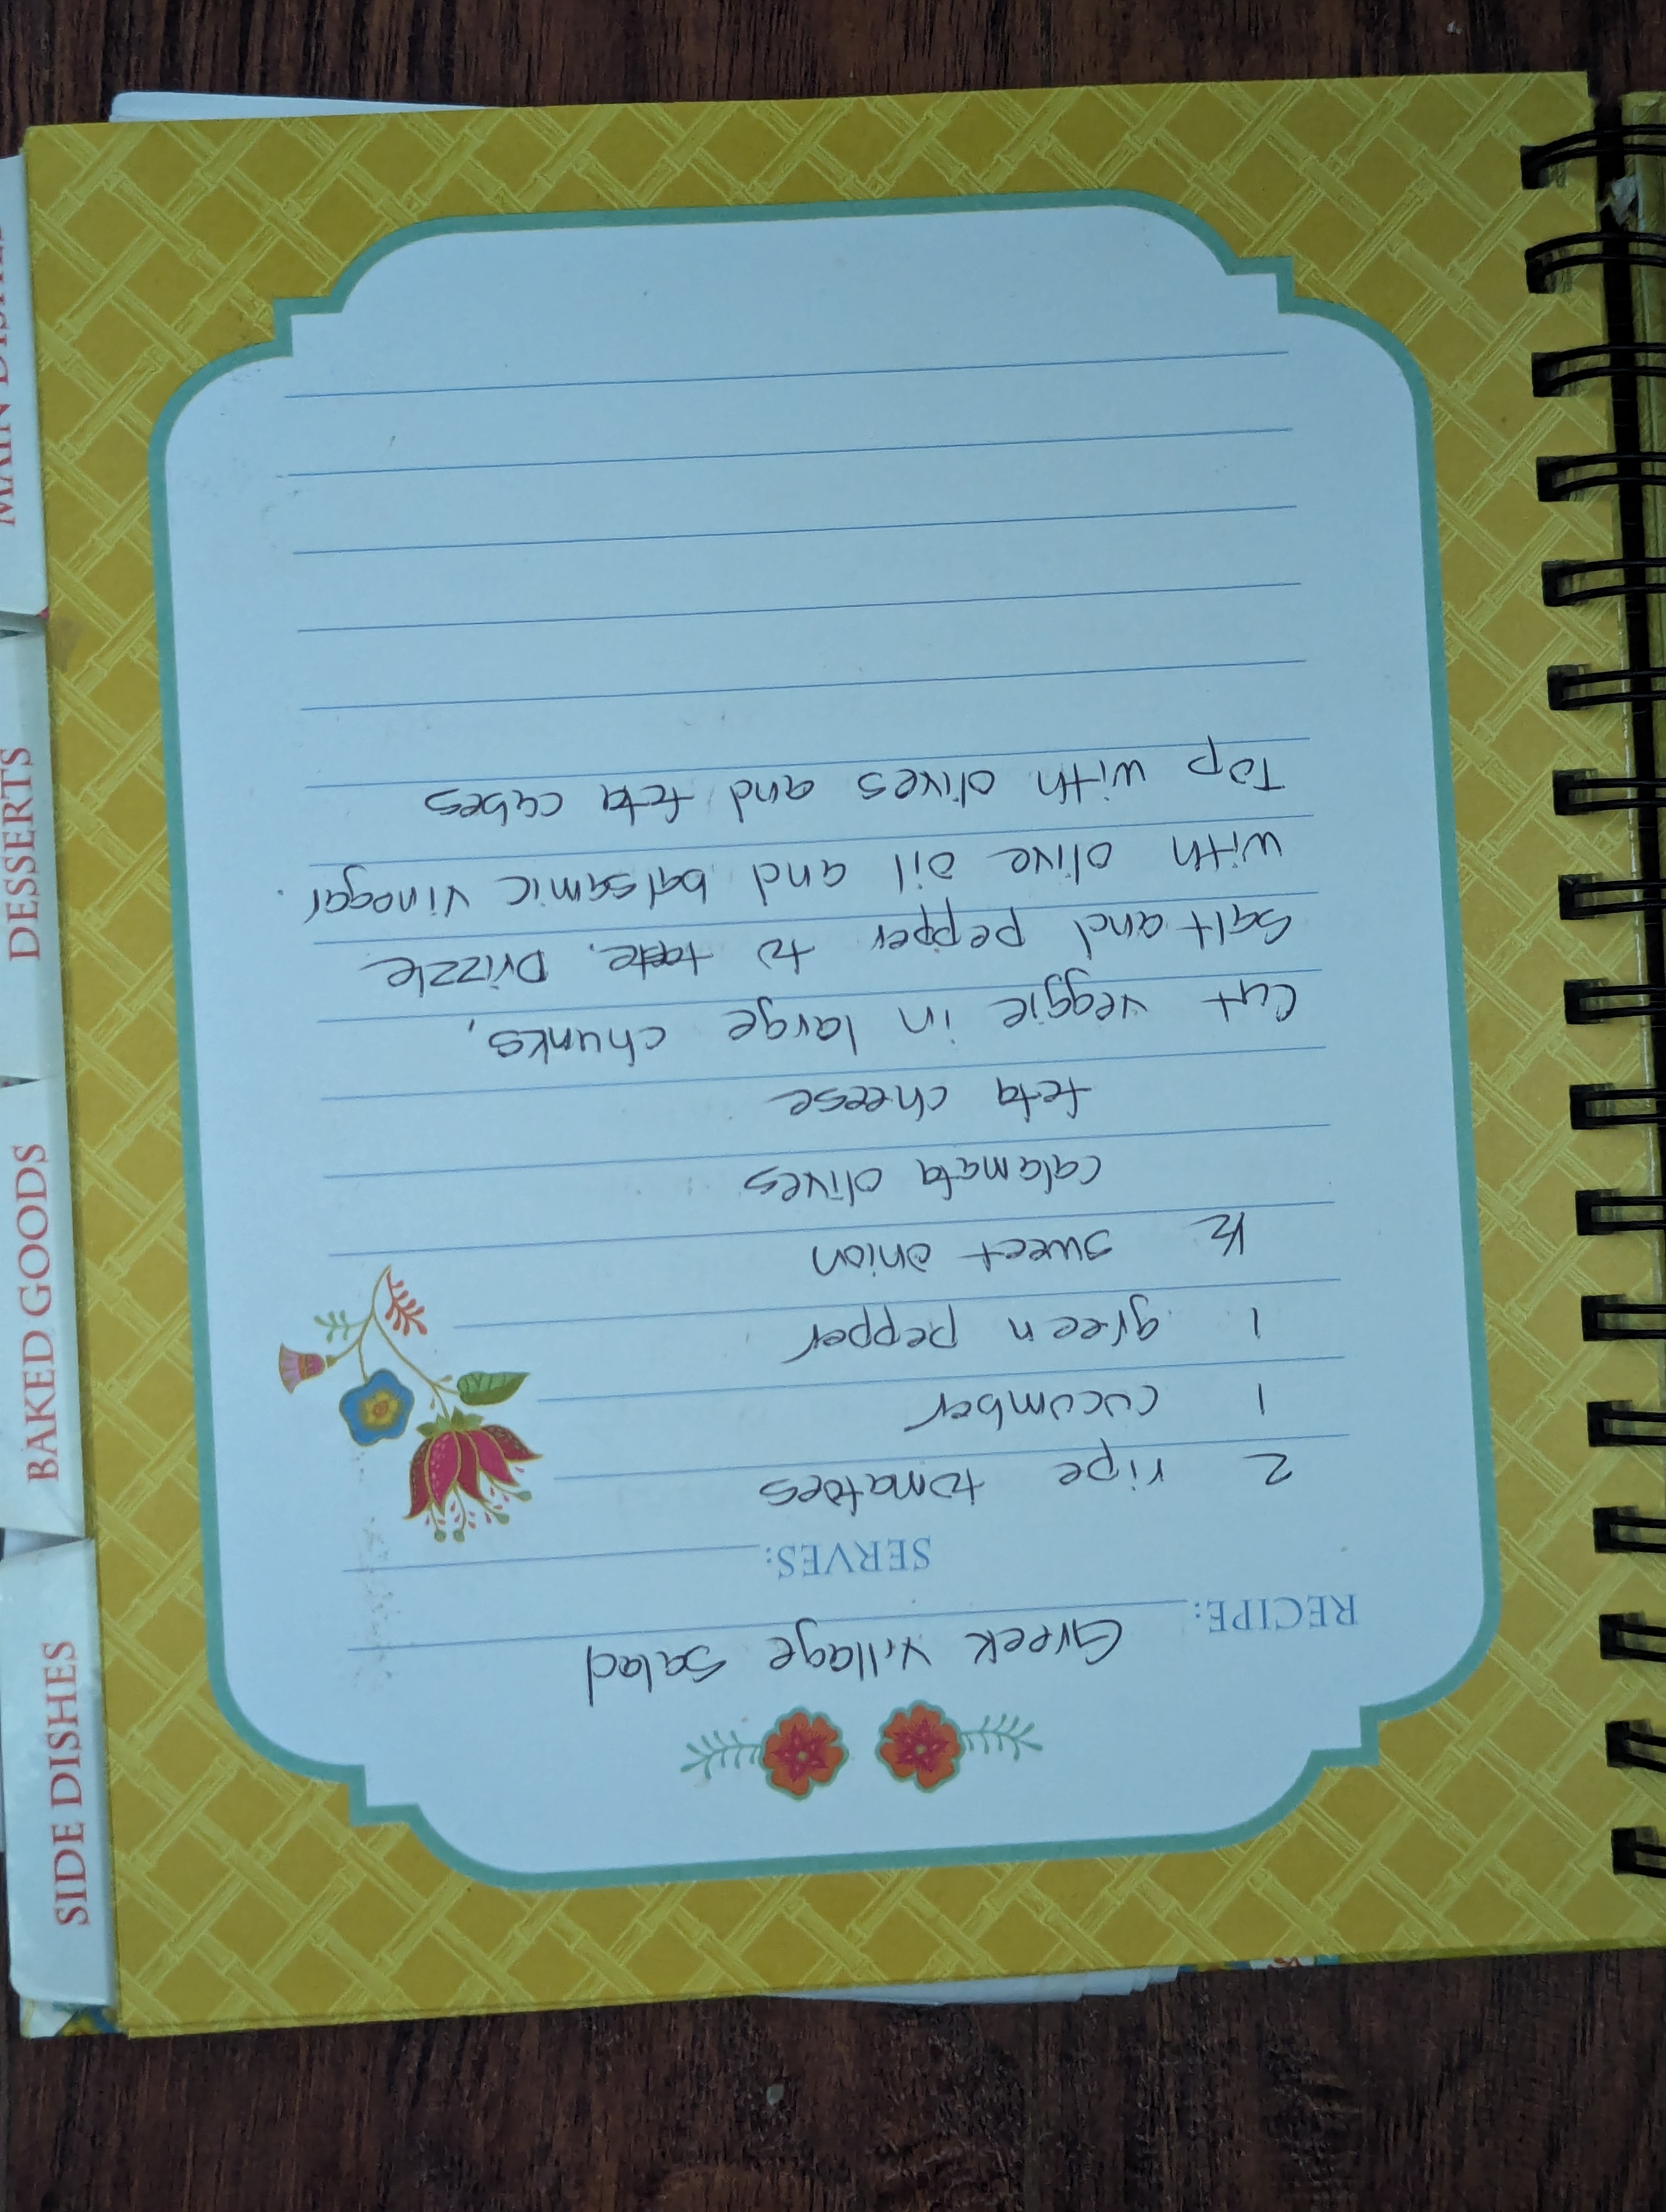 RECIPE: Greek Village Salad
SERVES:
2 ripe tomatoes
1 cucumber
1 green pepper
½ sweet onion
calamata olives
feta cheese
Cut veggie in large chunks,
Salt and pepper to taste. Drizzle
with olive oil and balsamic vinegar.
Top with olives and feta cubes
SIDE DISHES
BAKED GOODS
DESSERTS
MAIN DISHES